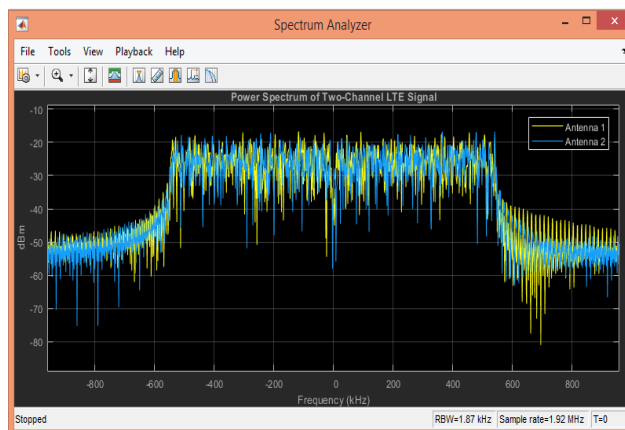 Spectrum Analyzer
File Tools View Playback Help
Power Spectrum of Two-Channel LTE Signal
Antenna 1
Antenna 2
-10
-20
-30
-40
-50
-60
-70
-80
dBm
-800 -600 -400 -200 0 200 400 600 800
Frequency (kHz)
Stopped RBW=1.87 kHz Sample rate=1.92 MHz T=0